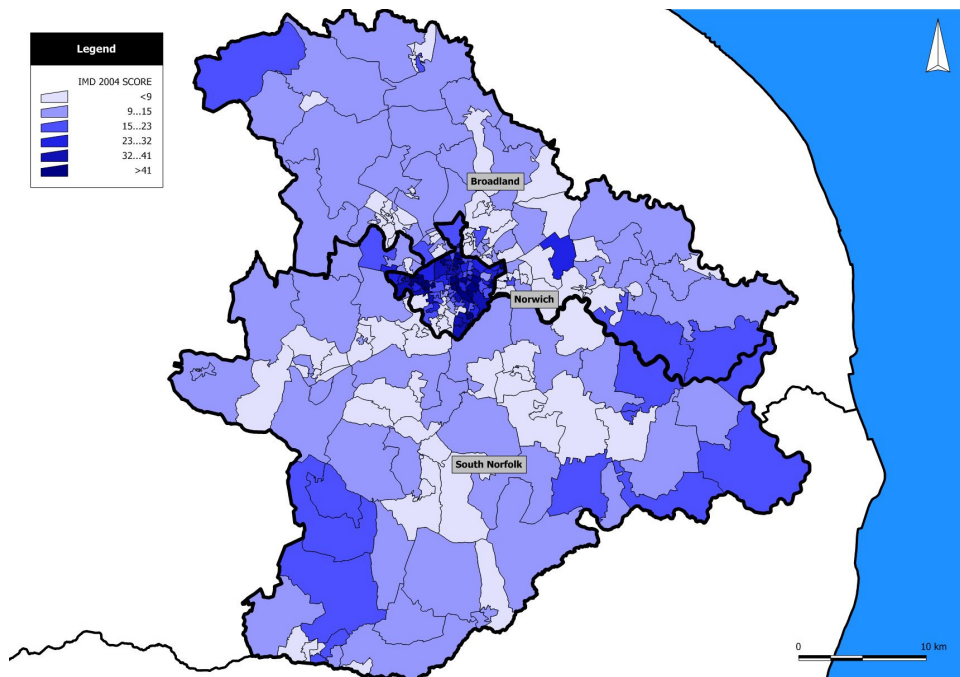 Legend
IMD 2004 SCORE
<9
9...15
15...23
23...32
32...41
>41
Broadland
Norwich
South Norfolk
0 10 km